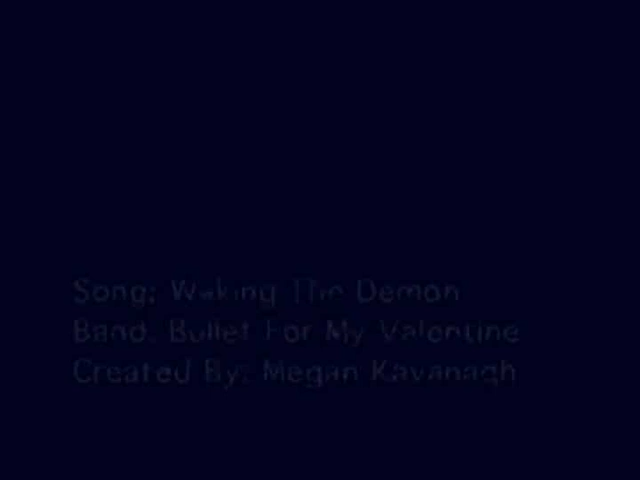 Song: Waking The Demon
Band: Bullet For My Valentine
Created By: Megan Kavanagh